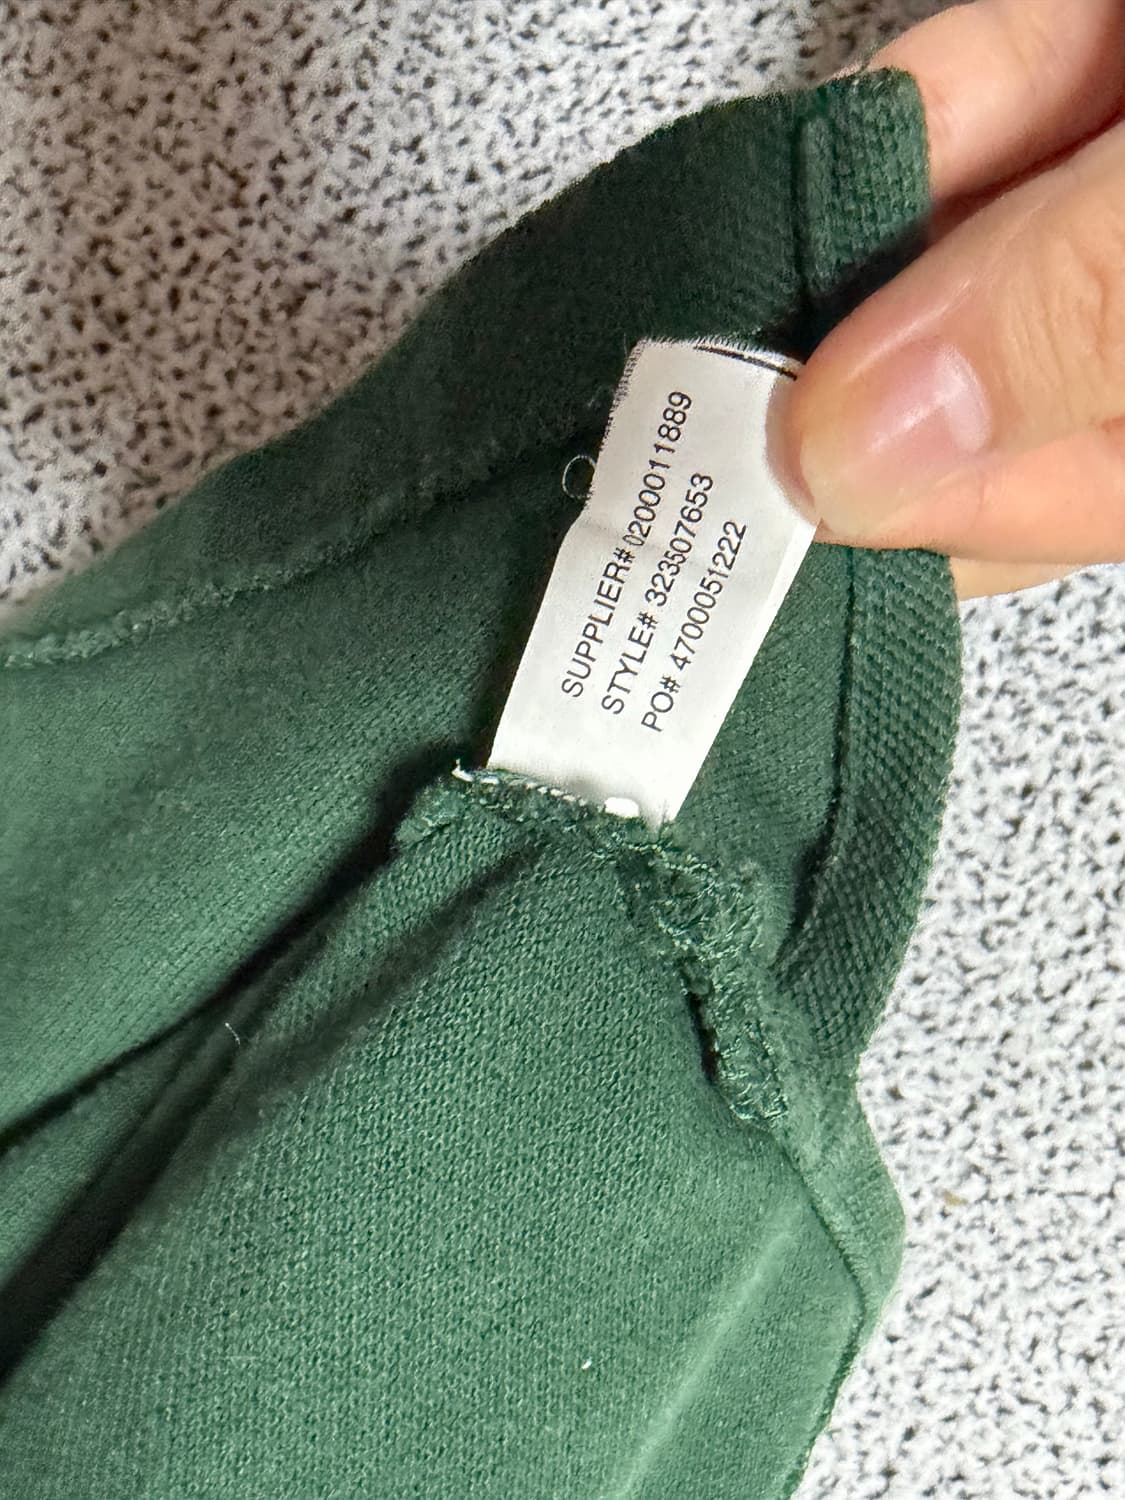 SUPPLIER# 0200011889
STYLE# 323507653
PO# 4700051222